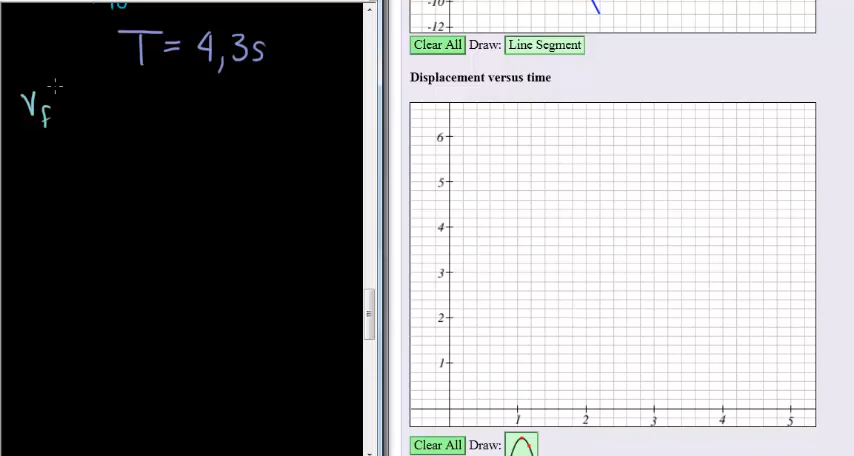 10
T = 4,3s
vf
-10
-12
Clear All Draw: Line Segment
Displacement versus time
6
5
4
3
2
1
1 2 3 4 5
Clear All Draw: